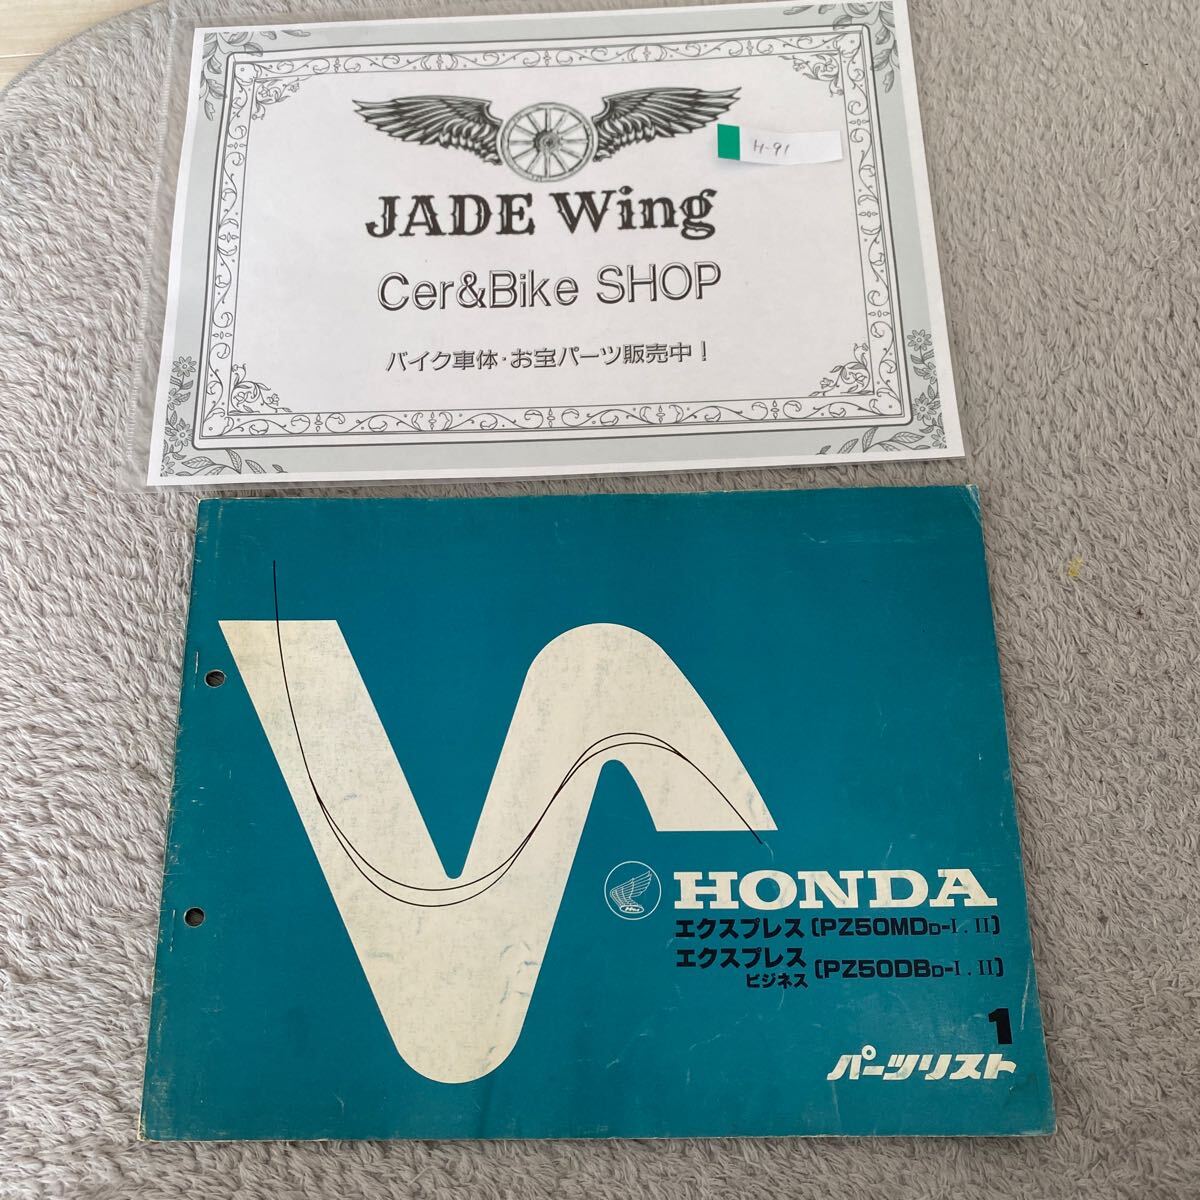 H-91
JADE Wing
Cer&Bike SHOP
バイク車体・お宝パーツ販売中!
HONDA
エクスプレス〔PZ50MDD-I.II〕
エクスプレス
ビジネス〔PZ50DBD-I.II〕
1
パーツリスト